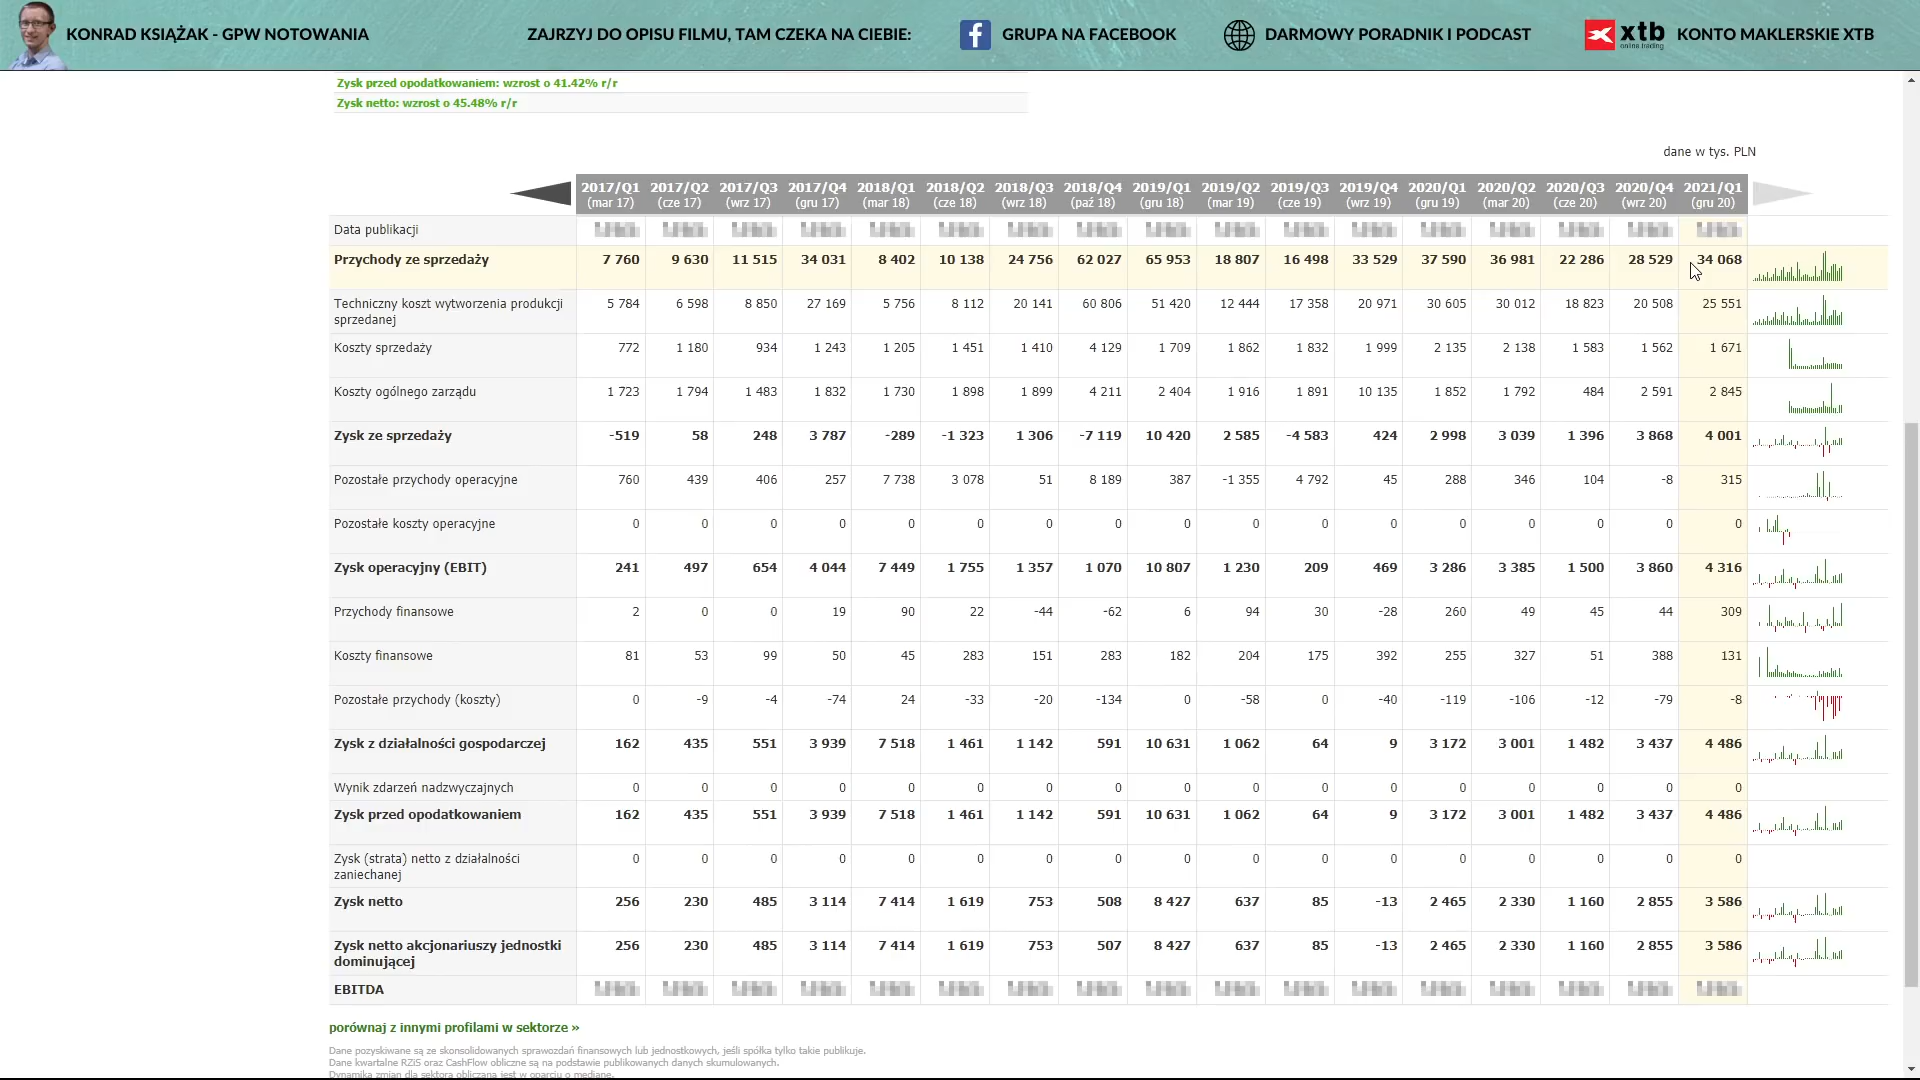 KONRAD KSIĄŻAK - GPW NOTOWANIA ZAJRZYJ DO OPISU FILMU, TAM CZEKA NA CIEBIE: GRUPA NA FACEBOOK DARMOWY PORADNIK I PODCAST xtb online trading KONTO MAKLERSKIE XTB
Zysk przed opodatkowaniem: wzrost o 41.42% r/r
Zysk netto: wzrost o 45.48% r/r
dane w tys. PLN
2017/Q1 2017/Q2 2017/Q3 2017/Q4 2018/Q1 2018/Q2 2018/Q3 2018/Q4 2019/Q1 2019/Q2 2019/Q3 2019/Q4 2020/Q1 2020/Q2 2020/Q3 2020/Q4 2021/Q1
(mar 17) (cze 17) (wrz 17) (gru 17) (mar 18) (cze 18) (wrz 18) (paź 18) (gru 18) (mar 19) (cze 19) (wrz 19) (gru 19) (mar 20) (cze 20) (wrz 20) (gru 20)
Data publikacji
Przychody ze sprzedaży 7 760 9 630 11 515 34 031 8 402 10 138 24 756 62 027 65 953 18 807 16 498 33 529 37 590 36 981 22 286 28 529 34 068
Techniczny koszt wytworzenia produkcji sprzedanej 5 784 6 598 8 850 27 169 5 756 8 112 20 141 60 806 51 420 12 444 17 358 20 971 30 605 30 012 18 823 20 508 25 551
Koszty sprzedaży 772 1 180 934 1 243 1 205 1 451 1 410 4 129 1 709 1 862 1 832 1 999 2 135 2 138 1 583 1 562 1 671
Koszty ogólnego zarządu 1 723 1 794 1 483 1 832 1 730 1 898 1 899 4 211 2 404 1 916 1 891 10 135 1 852 1 792 484 2 591 2 845
Zysk ze sprzedaży -519 58 248 3 787 -289 -1 323 1 306 -7 119 10 420 2 585 -4 583 424 2 998 3 039 1 396 3 868 4 001
Pozostałe przychody operacyjne 760 439 406 257 7 738 3 078 51 8 189 387 -1 355 4 792 45 288 346 104 -8 315
Pozostałe koszty operacyjne 0 0 0 0 0 0 0 0 0 0 0 0 0 0 0 0 0
Zysk operacyjny (EBIT) 241 497 654 4 044 7 449 1 755 1 357 1 070 10 807 1 230 209 469 3 286 3 385 1 500 3 860 4 316
Przychody finansowe 2 0 0 19 90 22 -44 -62 6 94 30 -28 260 49 45 44 309
Koszty finansowe 81 53 99 50 45 283 151 283 182 204 175 392 255 327 51 388 131
Pozostałe przychody (koszty) 0 -9 -4 -74 24 -33 -20 -134 0 -58 0 -40 -119 -106 -12 -79 -8
Zysk z działalności gospodarczej 162 435 551 3 939 7 518 1 461 1 142 591 10 631 1 062 64 9 3 172 3 001 1 482 3 437 4 486
Wynik zdarzeń nadzwyczajnych 0 0 0 0 0 0 0 0 0 0 0 0 0 0 0 0 0
Zysk przed opodatkowaniem 162 435 551 3 939 7 518 1 461 1 142 591 10 631 1 062 64 9 3 172 3 001 1 482 3 437 4 486
Zysk (strata) netto z działalności zaniechanej 0 0 0 0 0 0 0 0 0 0 0 0 0 0 0 0 0
Zysk netto 256 230 485 3 114 7 414 1 619 753 508 8 427 637 85 -13 2 465 2 330 1 160 2 855 3 586
Zysk netto akcjonariuszy jednostki dominującej 256 230 485 3 114 7 414 1 619 753 507 8 427 637 85 -13 2 465 2 330 1 160 2 855 3 586
EBITDA
porównaj z innymi profilami w sektorze »
Dane pozyskiwane są ze skonsolidowanych sprawozdań finansowych lub jednostkowych, jeśli spółka tylko takie publikuje.
Dane kwartalne RZiS oraz CashFlow obliczne są na podstawie publikowanych danych skumulowanych.
Dynamika zmian dla sektora obliczana jest w oparciu o medianę.